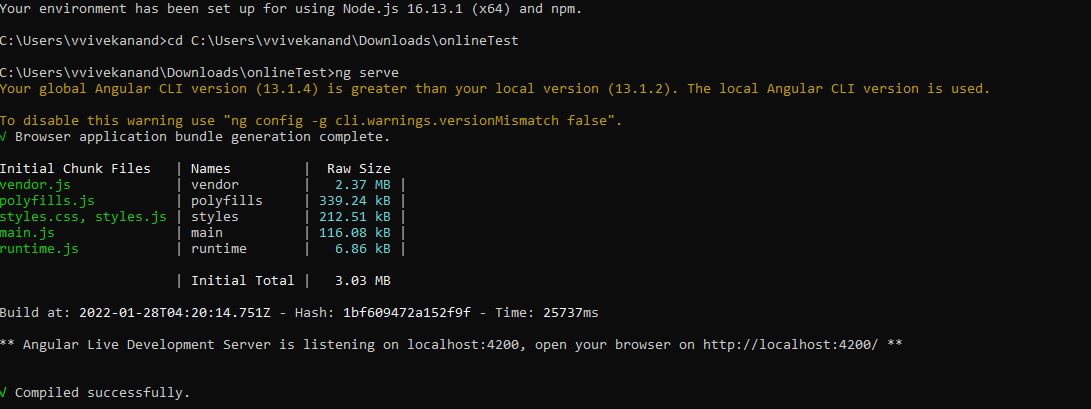 Your environment has been set up for using Node.js 16.13.1 (x64) and npm.
C:\Users\vvivekanand>cd C:\Users\vvivekanand\Downloads\onlineTest
C:\Users\vvivekanand\Downloads\onlineTest>ng serve
Your global Angular CLI version (13.1.4) is greater than your local version (13.1.2). The local Angular CLI version is used.
To disable this warning use "ng config -g cli.warnings.versionMismatch false".
√ Browser application bundle generation complete.
Initial Chunk Files   | Names         |  Raw Size
vendor.js             | vendor        |   2.37 MB |
polyfills.js          | polyfills     | 339.24 kB |
styles.css, styles.js | styles        | 212.51 kB |
main.js               | main          | 116.08 kB |
runtime.js            | runtime       |   6.86 kB |
                      | Initial Total |   3.03 MB
Build at: 2022-01-28T04:20:14.751Z - Hash: 1bf609472a152f9f - Time: 25737ms
** Angular Live Development Server is listening on localhost:4200, open your browser on http://localhost:4200/ **
√ Compiled successfully.